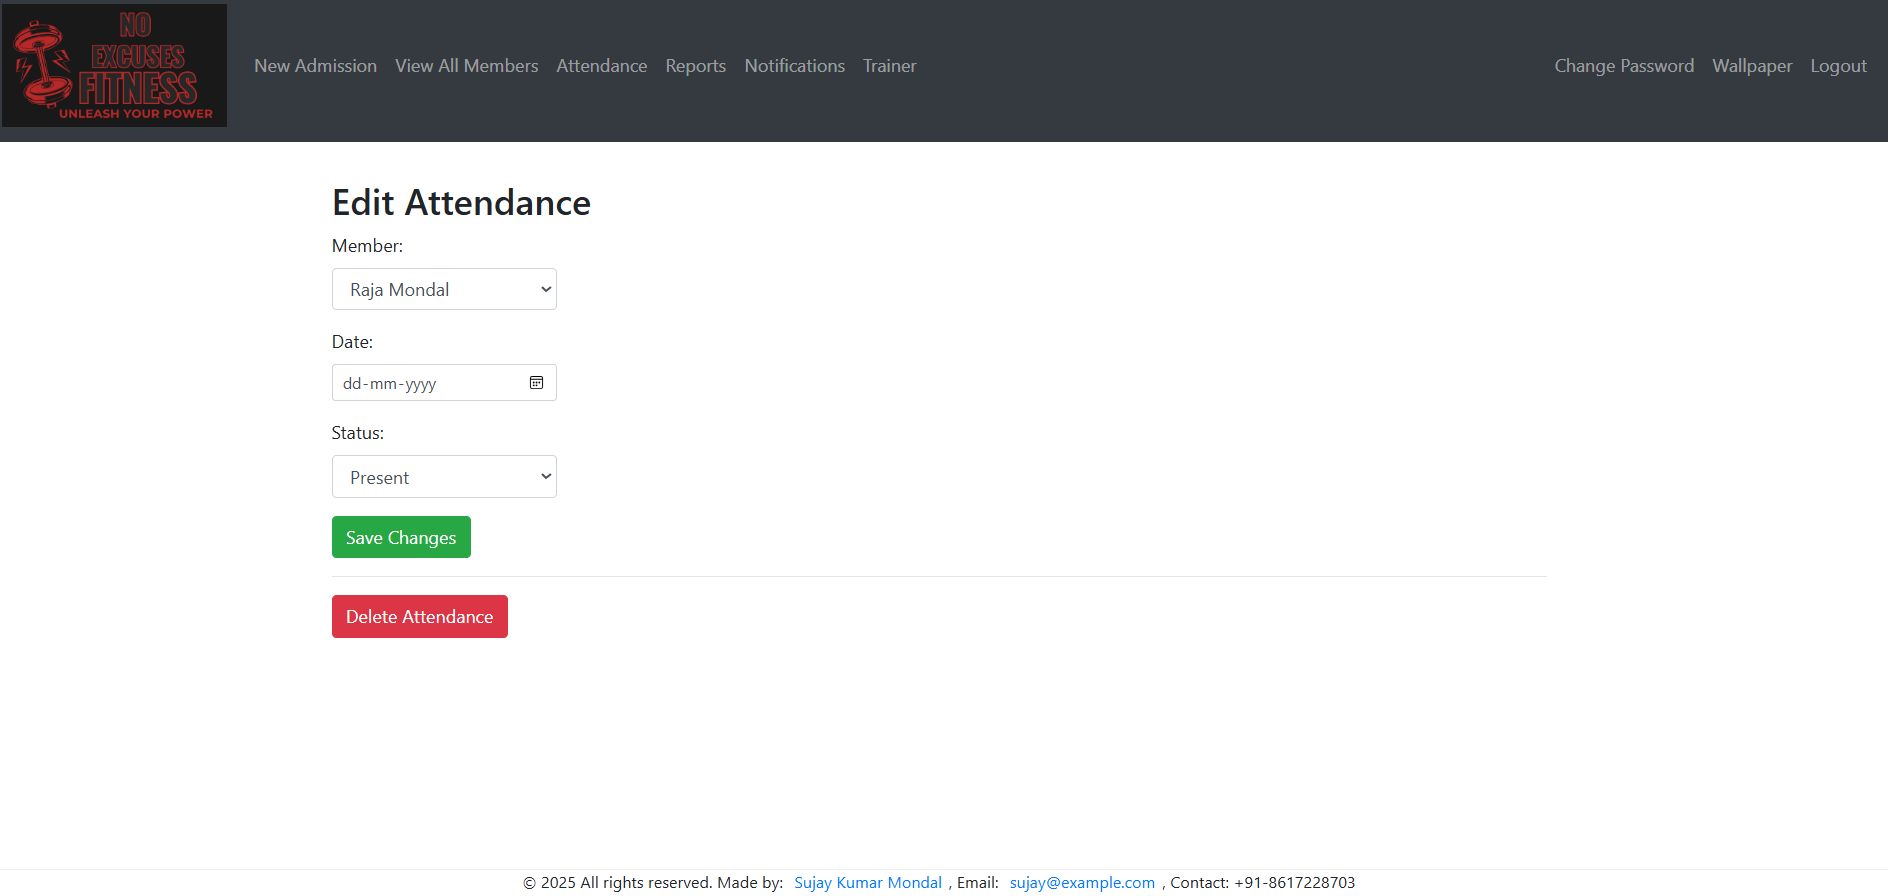 NO
EXCUSES
FITNESS
UNLEASH YOUR POWER
New Admission View All Members Attendance Reports Notifications Trainer Change Password Wallpaper Logout
Edit Attendance
Member:
Raja Mondal
Date:
dd-mm-yyyy
Status:
Present
Save Changes
Delete Attendance
© 2025 All rights reserved. Made by: Sujay Kumar Mondal , Email: sujay@example.com , Contact: +91-8617228703